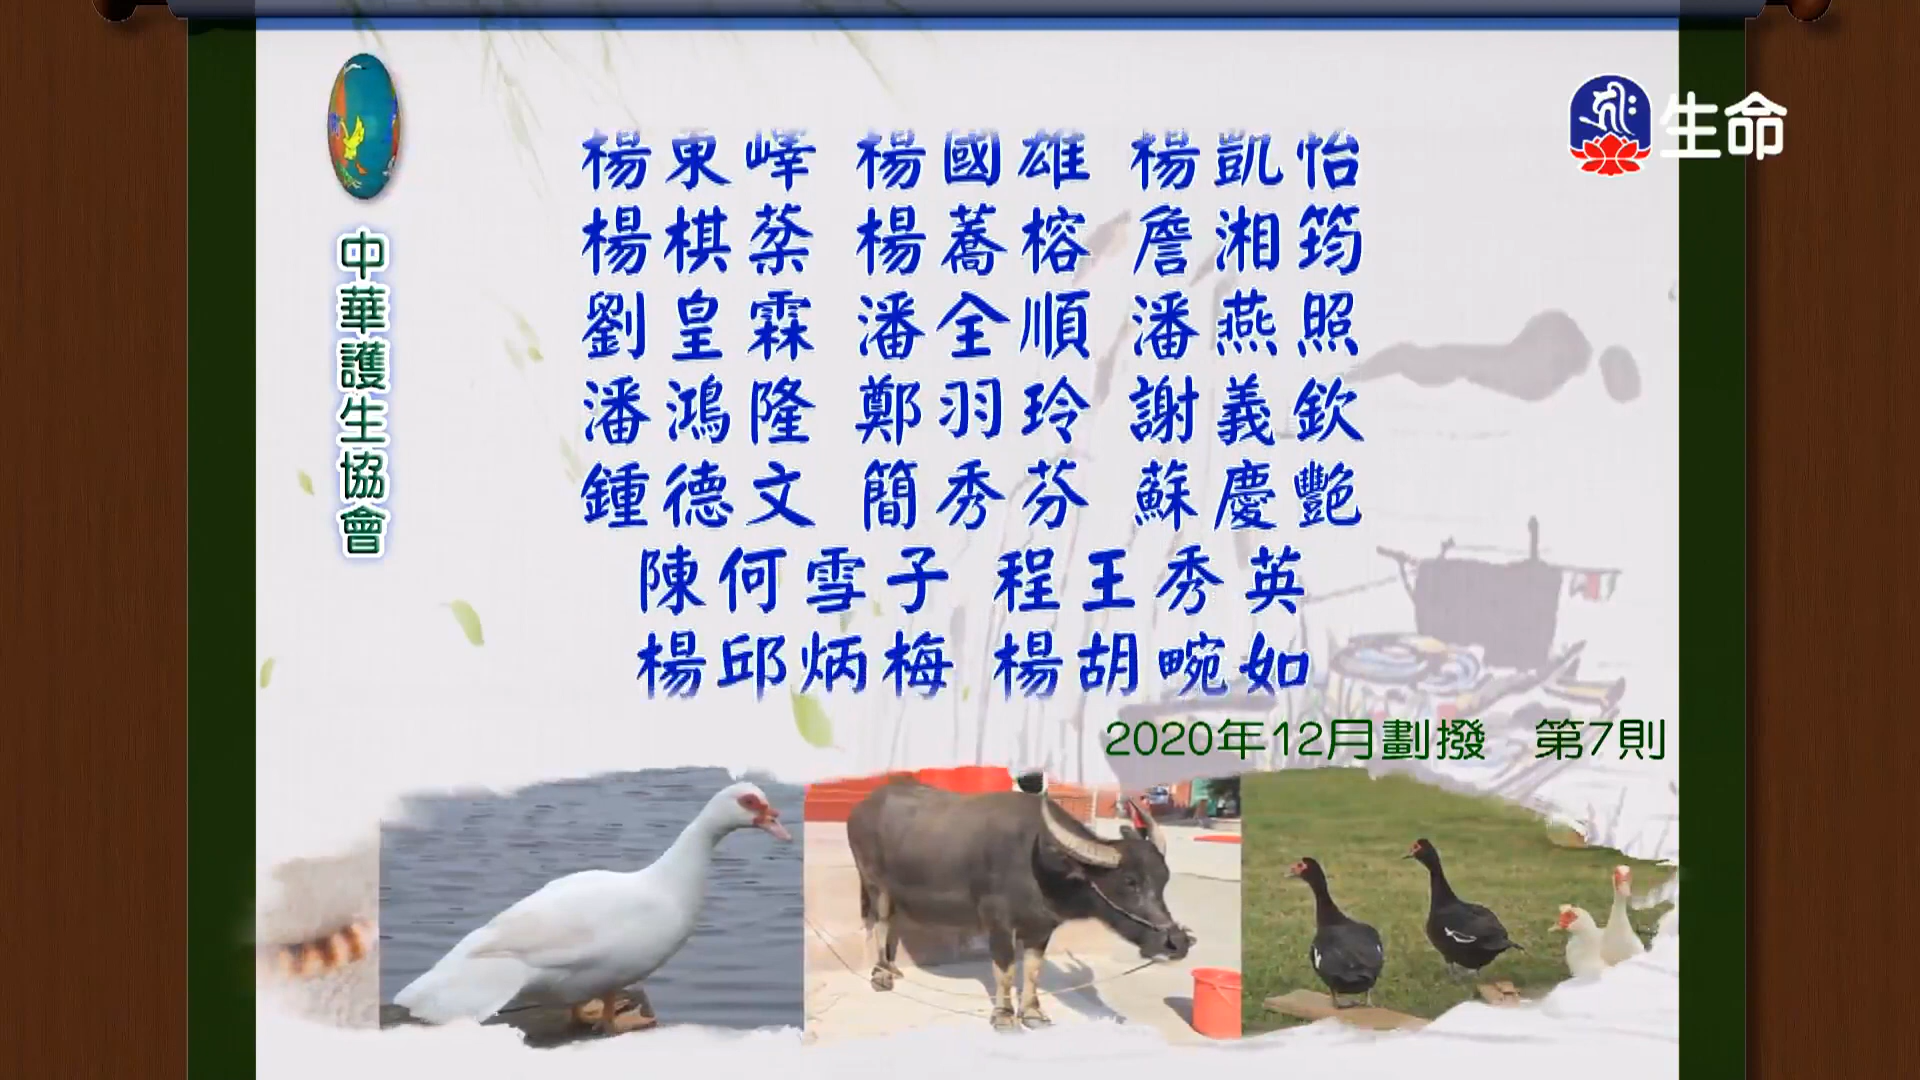 生命
中華護生協會
楊東嶧 楊國雄 楊凱怡
楊棋棻 楊蕎榕 詹湘筠
劉皇霖 潘全順 潘燕照
潘鴻隆 鄭羽玲 謝義欽
鍾德文 簡秀芬 蘇慶艷
陳何雪子 程王秀英
楊邱炳梅 楊胡畹如
2020年12月劃撥 第7則